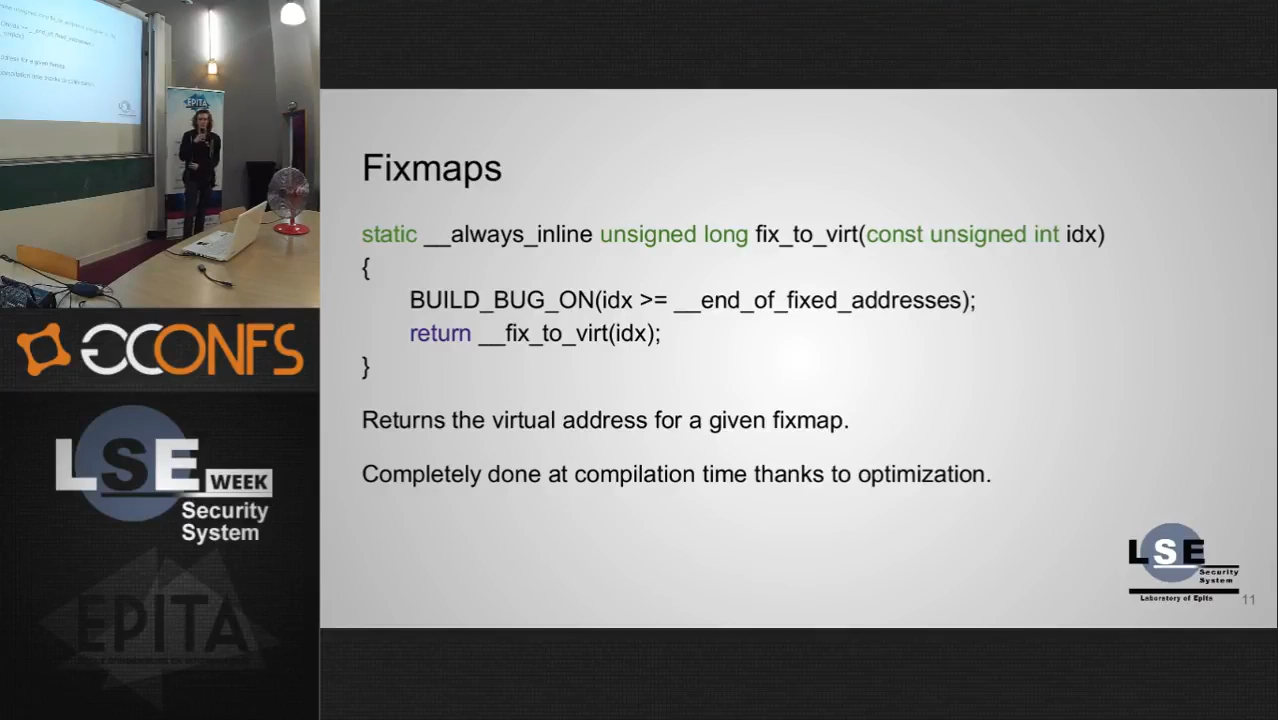 EPITA
GCONFS
LSE WEEK
Security
System
EPITA
Fixmaps
static __always_inline unsigned long fix_to_virt(const unsigned int idx)
{
BUILD_BUG_ON(idx >= __end_of_fixed_addresses);
return __fix_to_virt(idx);
}
Returns the virtual address for a given fixmap.
Completely done at compilation time thanks to optimization.
LSE
Security
System
Laboratory of Epita
11